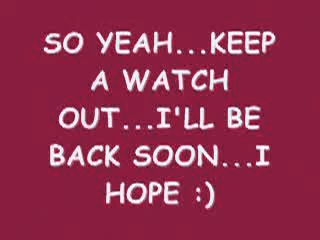 SO YEAH...KEEP
A WATCH
OUT...I'LL BE
BACK SOON...I
HOPE :)